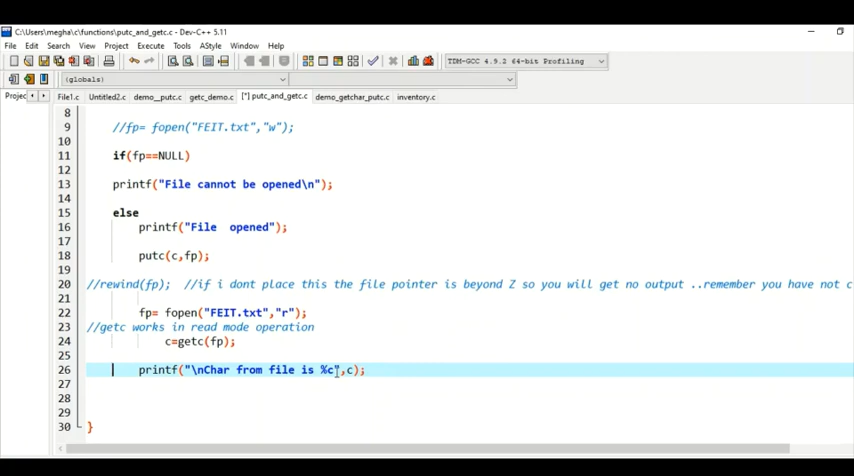 C:\Users\megha\c\functions\putc_and_getc.c - Dev-C++ 5.11
File Edit Search View Project Execute Tools AStyle Window Help
TDM-GCC 4.9.2 64-bit Profiling
(globals)
Projec File1.c Untitled2.c demo__putc.c getc_demo.c [*] putc_and_getc.c demo_getchar_putc.c inventory.c
8
9 //fp= fopen("FEIT.txt","w");
10
11 if(fp==NULL)
12
13 printf("File cannot be opened\n");
14
15 else
16 printf("File  opened");
17
18 putc(c,fp);
19
20 //rewind(fp);  //if i dont place this the file pointer is beyond Z so you will get no output ..remember you have not c
21
22 fp= fopen("FEIT.txt","r");
23 //getc works in read mode operation
24 c=getc(fp);
25
26 printf("\nChar from file is %c",c);
27
28
29
30 }